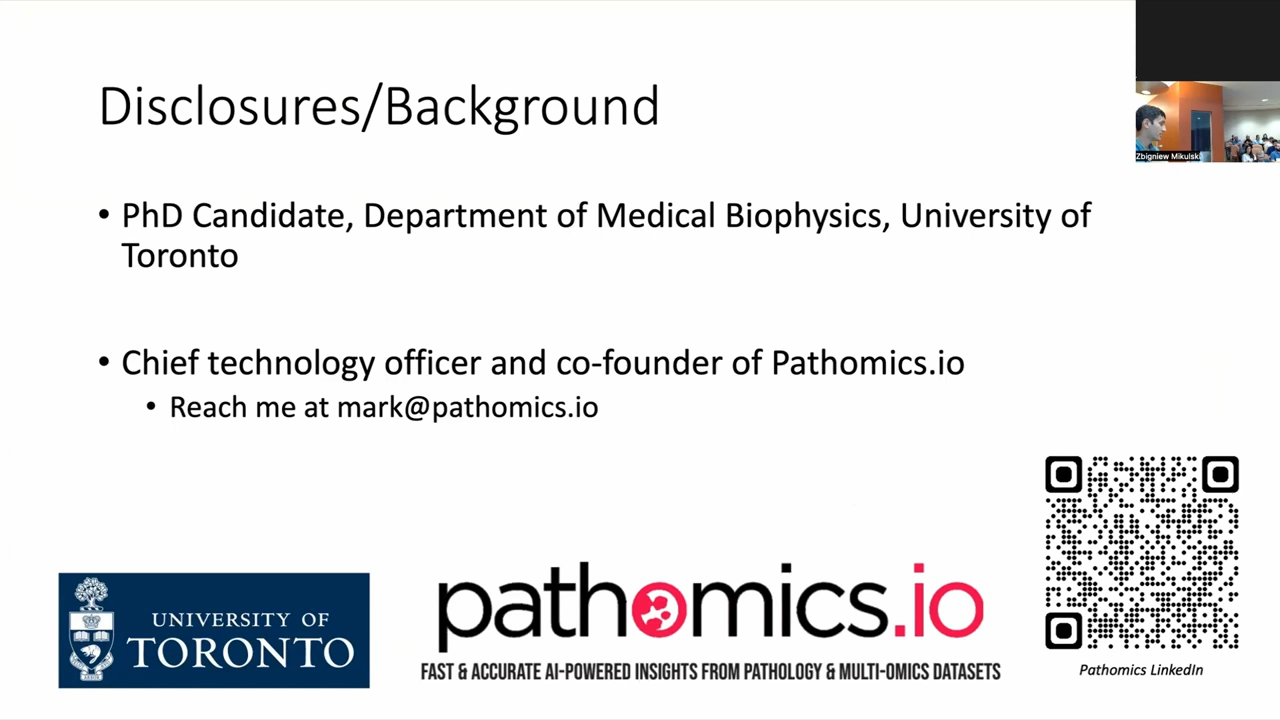 Disclosures/Background
Zbigniew Mikulski
• PhD Candidate, Department of Medical Biophysics, University of
Toronto
• Chief technology officer and co-founder of Pathomics.io
• Reach me at mark@pathomics.io
UNIVERSITY OF
TORONTO
pathomics.io
FAST & ACCURATE AI-POWERED INSIGHTS FROM PATHOLOGY & MULTI-OMICS DATASETS
Pathomics LinkedIn